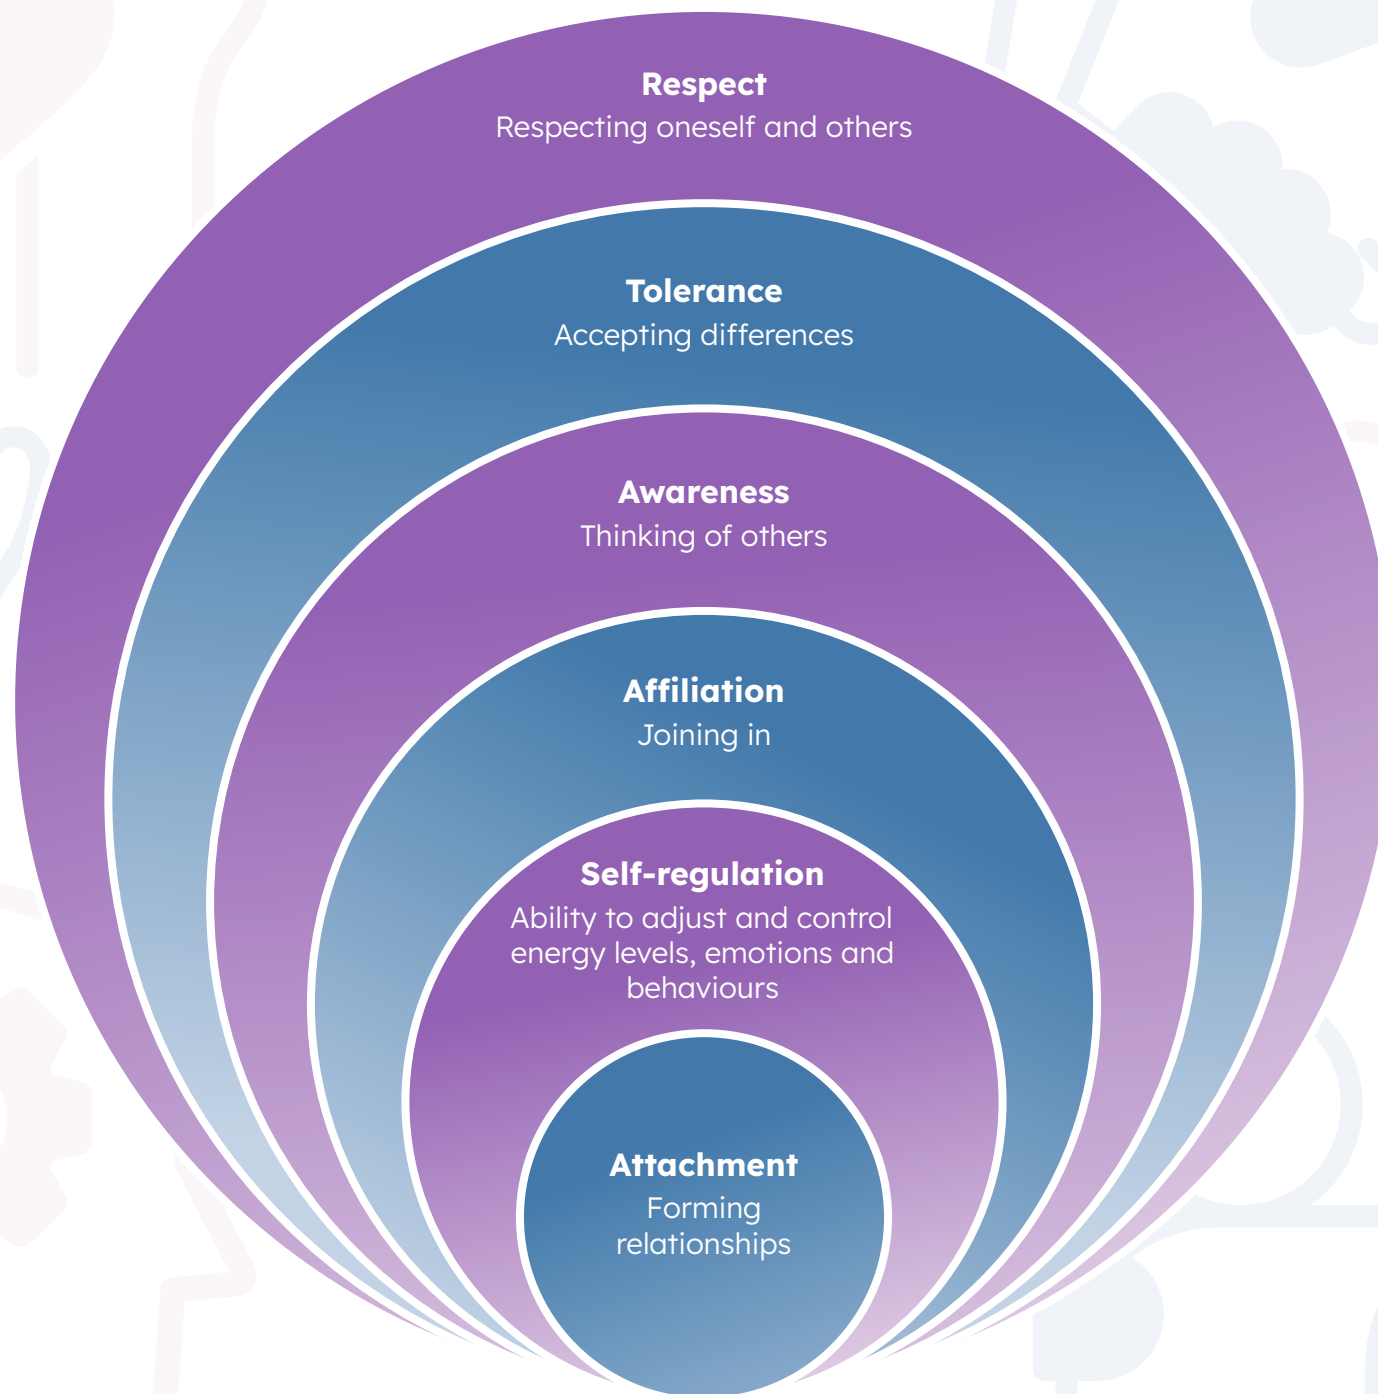 Respect
Respecting oneself and others
Tolerance
Accepting differences
Awareness
Thinking of others
Affiliation
Joining in
Self-regulation
Ability to adjust and control
energy levels, emotions and
behaviours
Attachment
Forming
relationships